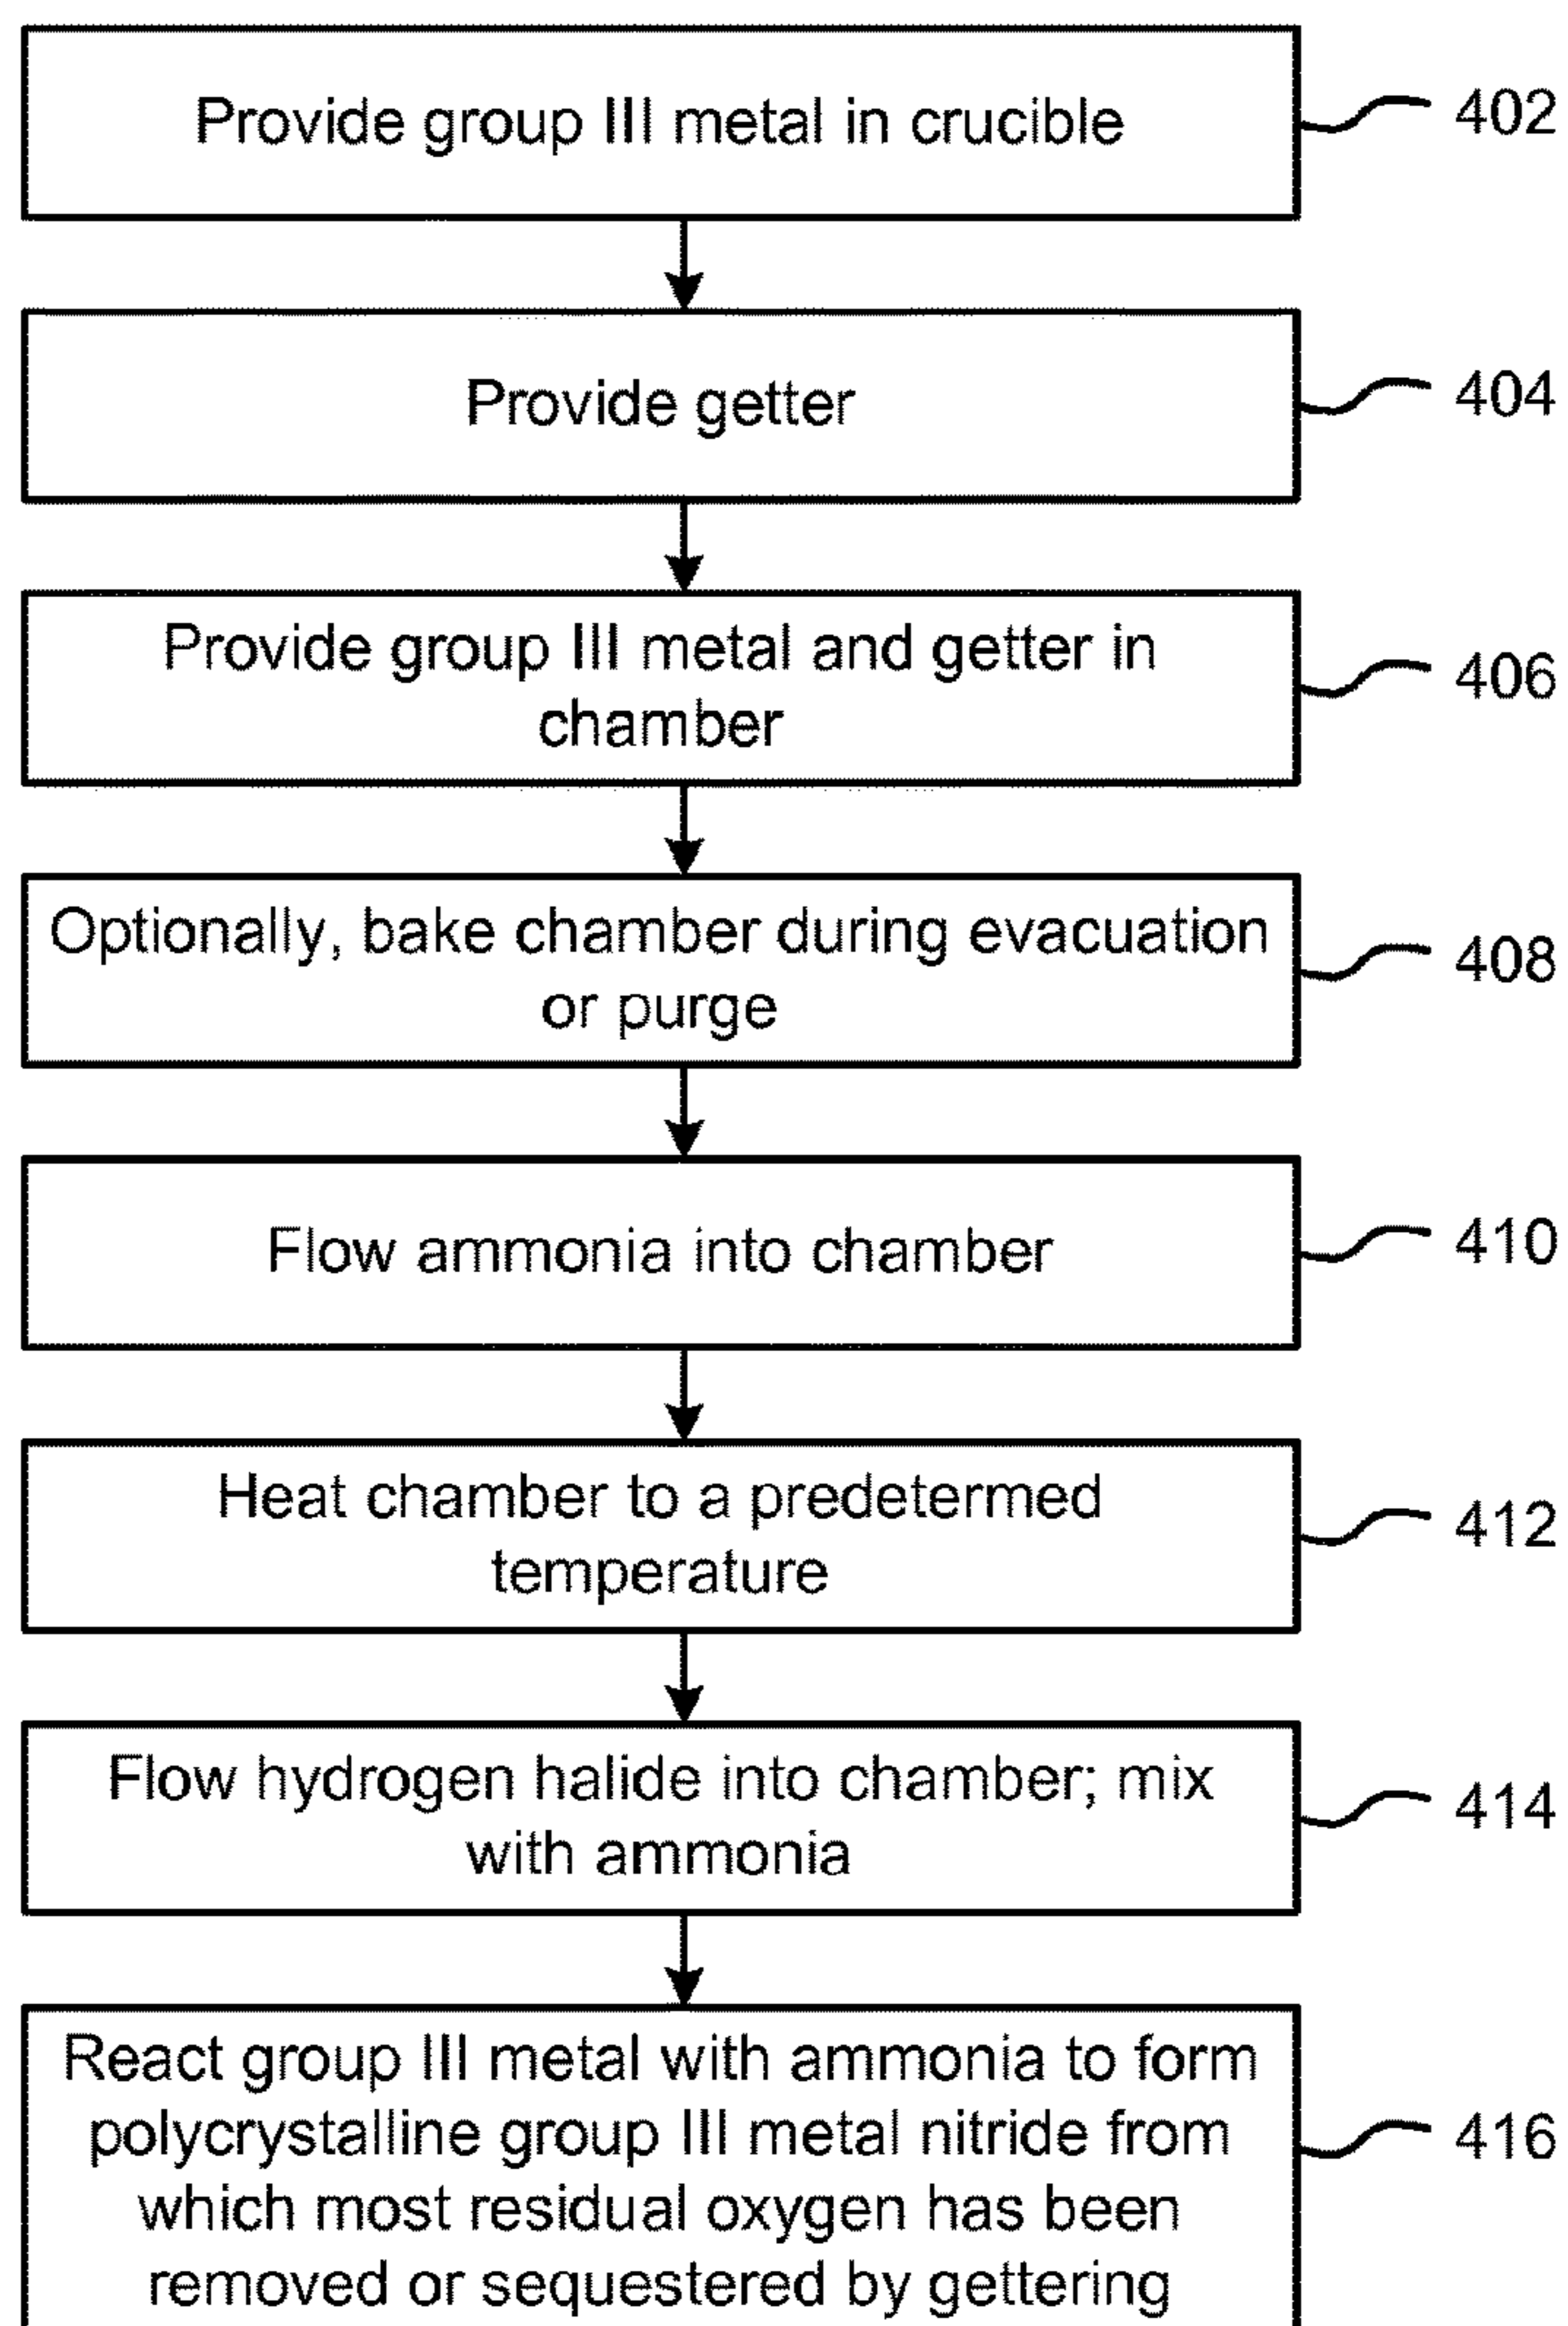 Provide group III metal in crucible
402
Provide getter
404
Provide group III metal and getter in
chamber
406
Optionally, bake chamber during evacuation
or purge
408
Flow ammonia into chamber
410
Heat chamber to a predetermed
temperature
412
Flow hydrogen halide into chamber; mix
with ammonia
414
React group III metal with ammonia to form
polycrystalline group III metal nitride from
which most residual oxygen has been
removed or sequestered by gettering
416